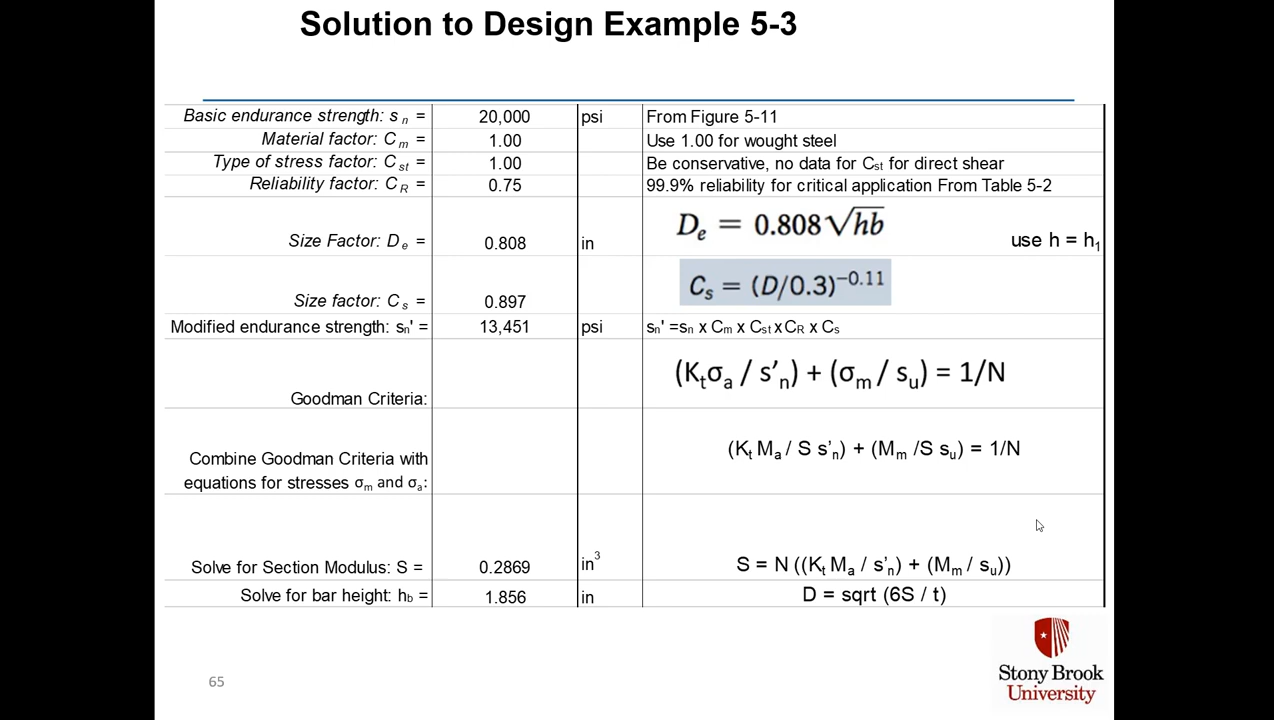 Solution to Design Example 5-3
Basic endurance strength: s n = 20,000 psi From Figure 5-11
Material factor: C m = 1.00 Use 1.00 for wought steel
Type of stress factor: C st = 1.00 Be conservative, no data for Cst for direct shear
Reliability factor: C R = 0.75 99.9% reliability for critical application From Table 5-2
Size Factor: D e = 0.808 in De = 0.808√hb use h = h1
Size factor: C s = 0.897 Cs = (D/0.3)^−0.11
Modified endurance strength: sn' = 13,451 psi sn' =sn x Cm x Cst x CR x Cs
Goodman Criteria: (Ktσa / s’n) + (σm / su) = 1/N
Combine Goodman Criteria with
equations for stresses σm and σa: (Kt Ma / S s’n) + (Mm /S su) = 1/N
Solve for Section Modulus: S = 0.2869 in³ S = N ((Kt Ma / s’n) + (Mm / su))
Solve for bar height: hb = 1.856 in D = sqrt (6S / t)
65
Stony Brook
University